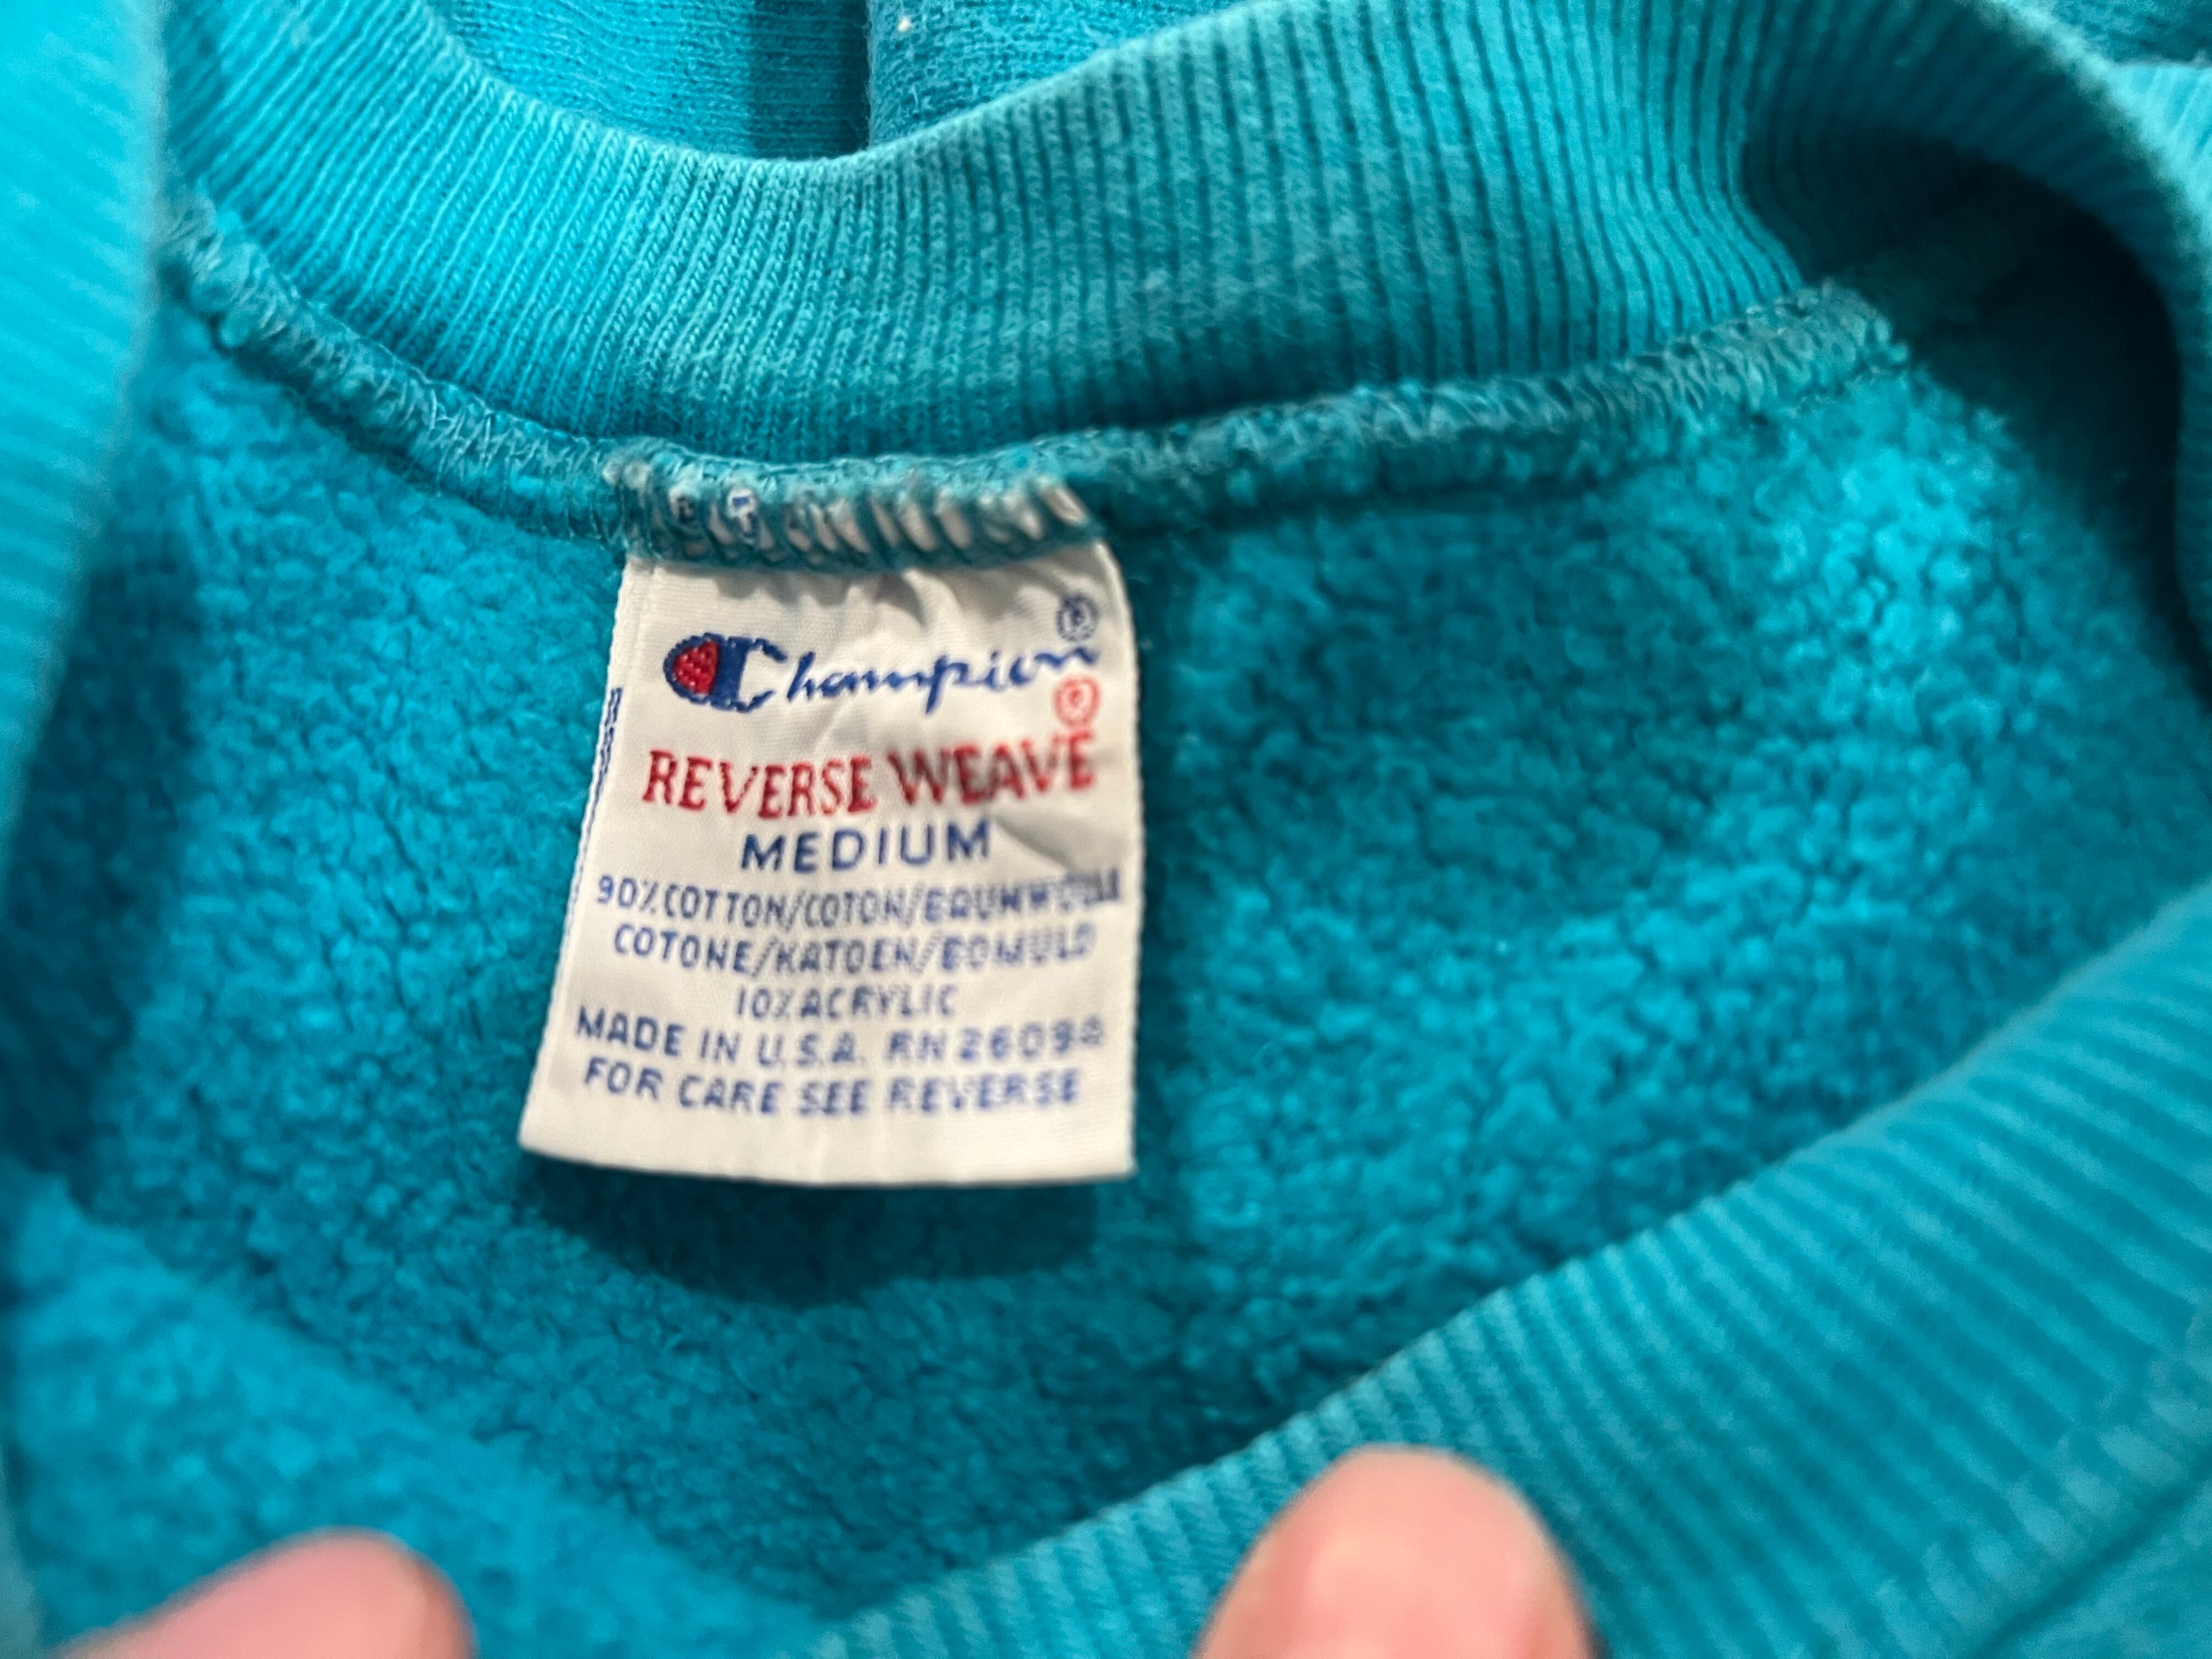 Champion®
REVERSE WEAVE®
MEDIUM
90% COTTON/COTON/BAUMWOLLE
COTONE/KATOEN/BOMULD
10% ACRYLIC
MADE IN U.S.A. RN 26094
FOR CARE SEE REVERSE